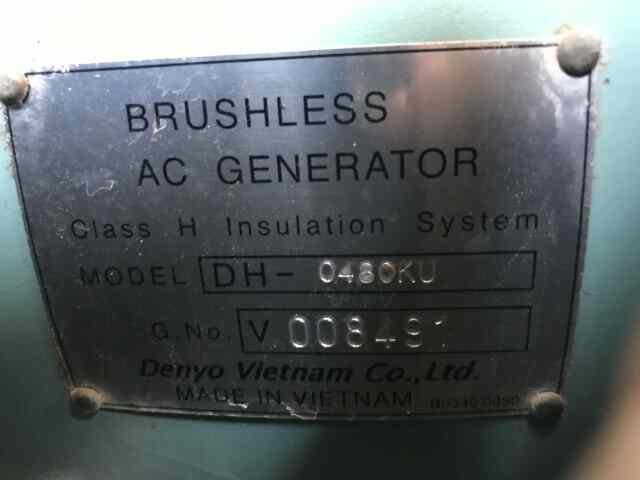 BRUSHLESS
AC GENERATOR
Class H Insulation System
MODEL DH- 0480KU
G.No. V 008491
Denyo Vietnam Co.,Ltd.
MADE IN VIETNAM